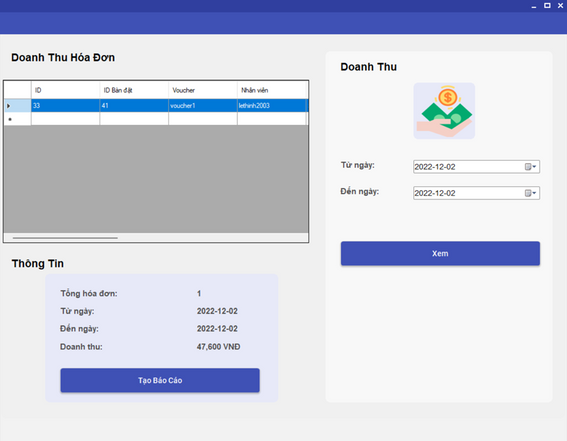 Doanh Thu Hóa Đơn
ID ID Bàn đặt Voucher Nhân viên
33 41 voucher1 lethinh2003
Thông Tin
Tổng hóa đơn: 1
Từ ngày: 2022-12-02
Đến ngày: 2022-12-02
Doanh thu: 47,600 VNĐ
Tạo Báo Cáo
Doanh Thu
Từ ngày: 2022-12-02
Đến ngày: 2022-12-02
Xem